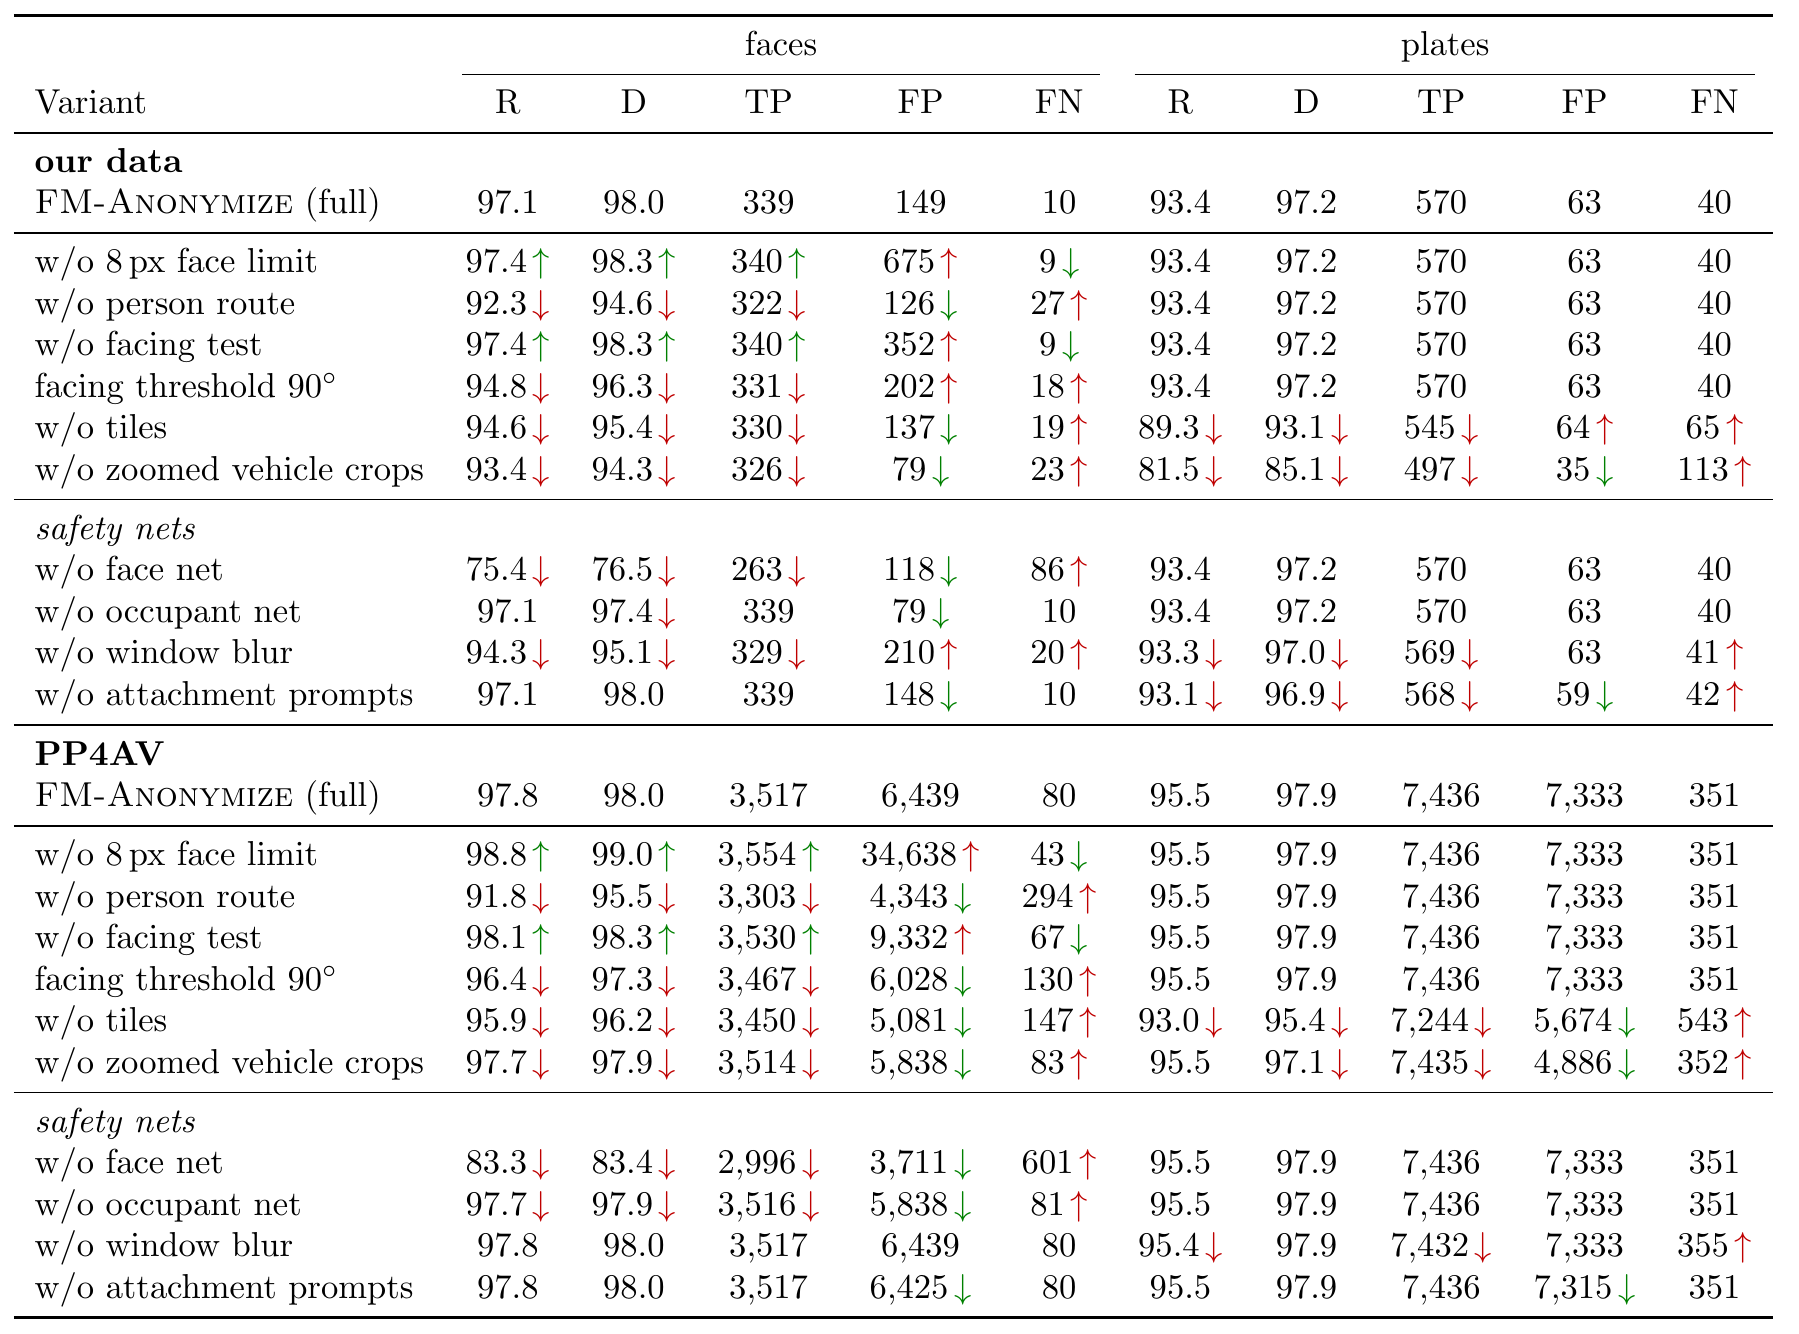 faces plates
Variant R D TP FP FN R D TP FP FN
our data
FM-ANONYMIZE (full) 97.1 98.0 339 149 10 93.4 97.2 570 63 40
w/o 8 px face limit 97.4↑ 98.3↑ 340↑ 675↑ 9↓ 93.4 97.2 570 63 40
w/o person route 92.3↓ 94.6↓ 322↓ 126↓ 27↑ 93.4 97.2 570 63 40
w/o facing test 97.4↑ 98.3↑ 340↑ 352↑ 9↓ 93.4 97.2 570 63 40
facing threshold 90° 94.8↓ 96.3↓ 331↓ 202↑ 18↑ 93.4 97.2 570 63 40
w/o tiles 94.6↓ 95.4↓ 330↓ 137↓ 19↑ 89.3↓ 93.1↓ 545↓ 64↑ 65↑
w/o zoomed vehicle crops 93.4↓ 94.3↓ 326↓ 79↓ 23↑ 81.5↓ 85.1↓ 497↓ 35↓ 113↑
safety nets
w/o face net 75.4↓ 76.5↓ 263↓ 118↓ 86↑ 93.4 97.2 570 63 40
w/o occupant net 97.1 97.4↓ 339 79↓ 10 93.4 97.2 570 63 40
w/o window blur 94.3↓ 95.1↓ 329↓ 210↑ 20↑ 93.3↓ 97.0↓ 569↓ 63 41↑
w/o attachment prompts 97.1 98.0 339 148↓ 10 93.1↓ 96.9↓ 568↓ 59↓ 42↑
PP4AV
FM-ANONYMIZE (full) 97.8 98.0 3,517 6,439 80 95.5 97.9 7,436 7,333 351
w/o 8 px face limit 98.8↑ 99.0↑ 3,554↑ 34,638↑ 43↓ 95.5 97.9 7,436 7,333 351
w/o person route 91.8↓ 95.5↓ 3,303↓ 4,343↓ 294↑ 95.5 97.9 7,436 7,333 351
w/o facing test 98.1↑ 98.3↑ 3,530↑ 9,332↑ 67↓ 95.5 97.9 7,436 7,333 351
facing threshold 90° 96.4↓ 97.3↓ 3,467↓ 6,028↓ 130↑ 95.5 97.9 7,436 7,333 351
w/o tiles 95.9↓ 96.2↓ 3,450↓ 5,081↓ 147↑ 93.0↓ 95.4↓ 7,244↓ 5,674↓ 543↑
w/o zoomed vehicle crops 97.7↓ 97.9↓ 3,514↓ 5,838↓ 83↑ 95.5 97.1↓ 7,435↓ 4,886↓ 352↑
safety nets
w/o face net 83.3↓ 83.4↓ 2,996↓ 3,711↓ 601↑ 95.5 97.9 7,436 7,333 351
w/o occupant net 97.7↓ 97.9↓ 3,516↓ 5,838↓ 81↑ 95.5 97.9 7,436 7,333 351
w/o window blur 97.8 98.0 3,517 6,439 80 95.4↓ 97.9 7,432↓ 7,333 355↑
w/o attachment prompts 97.8 98.0 3,517 6,425↓ 80 95.5 97.9 7,436 7,315↓ 351